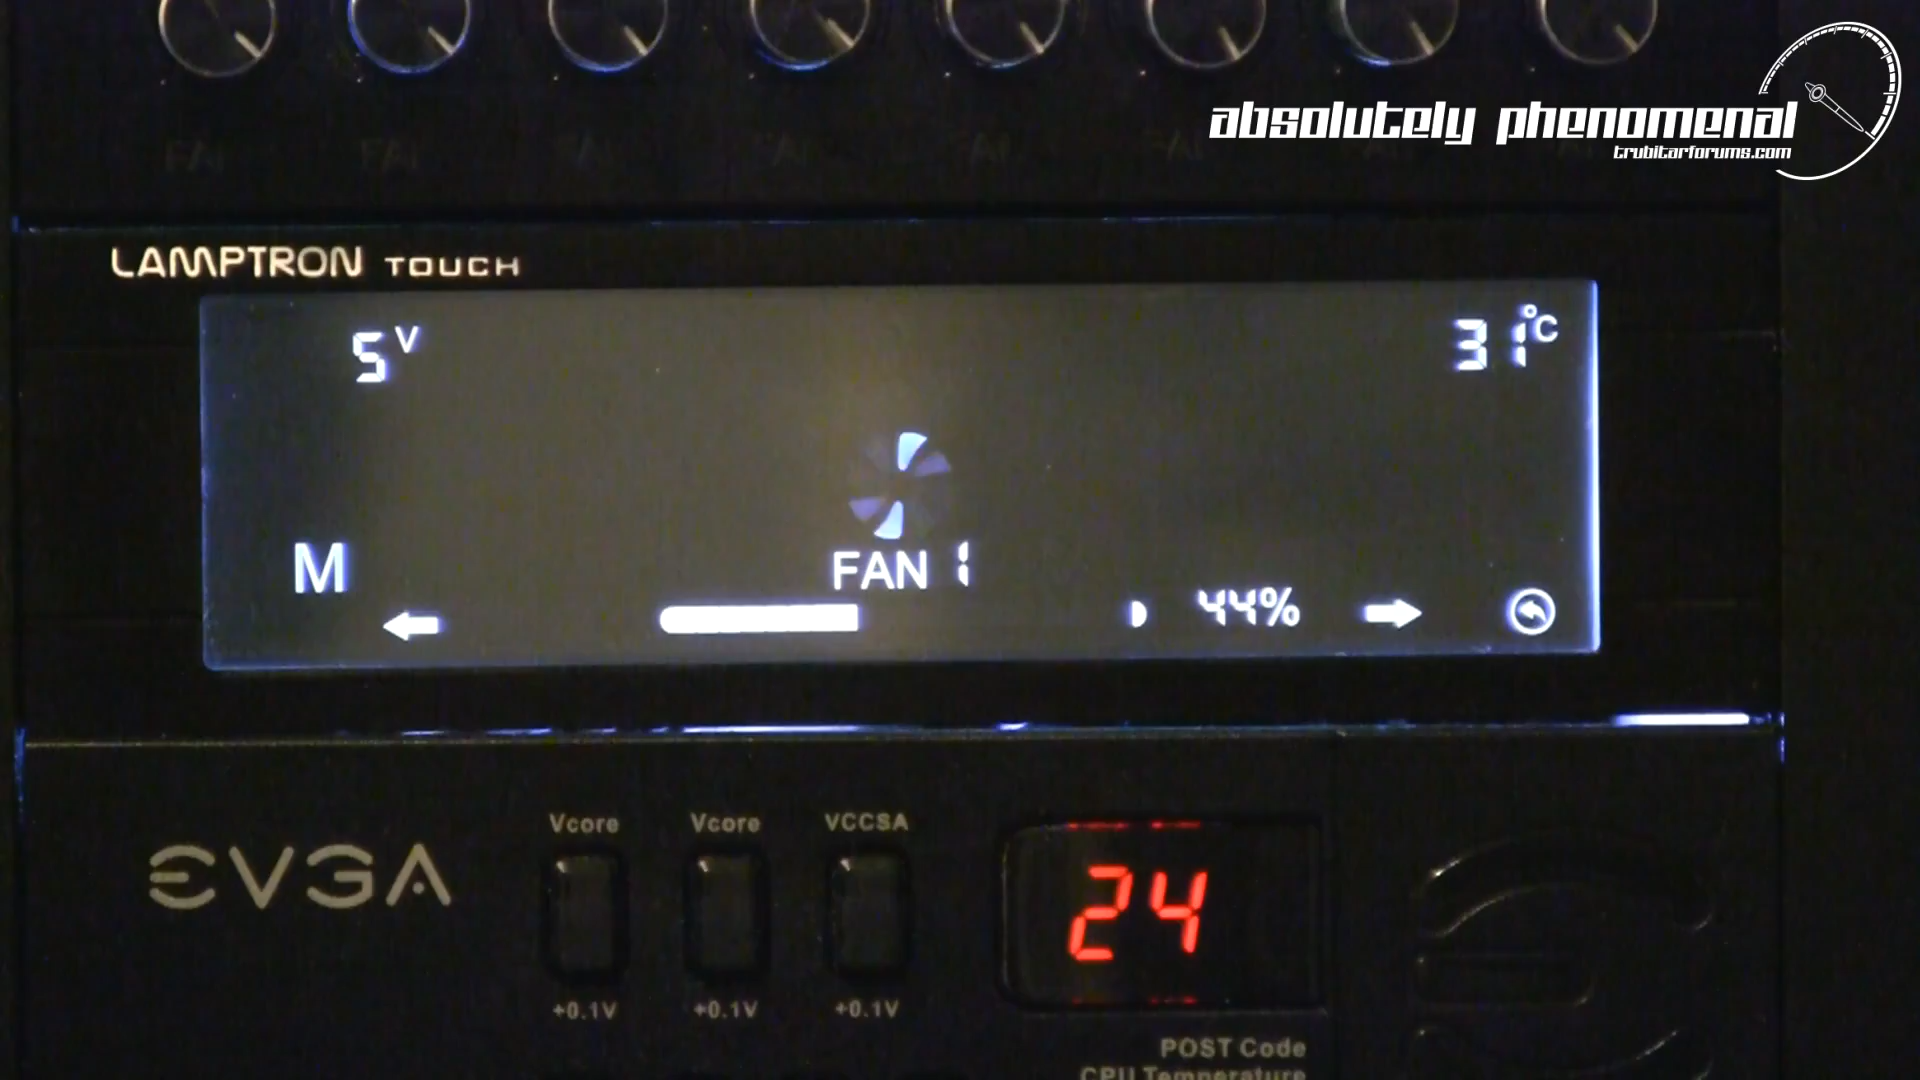 absolutely phenomenal
trubitarforums.com
LAMPTRON TOUCH
5V
31°C
M
FAN 1
44%
Vcore Vcore VCCSA
EVGA
24
+0.1V +0.1V +0.1V
POST Code
CPU Temperature